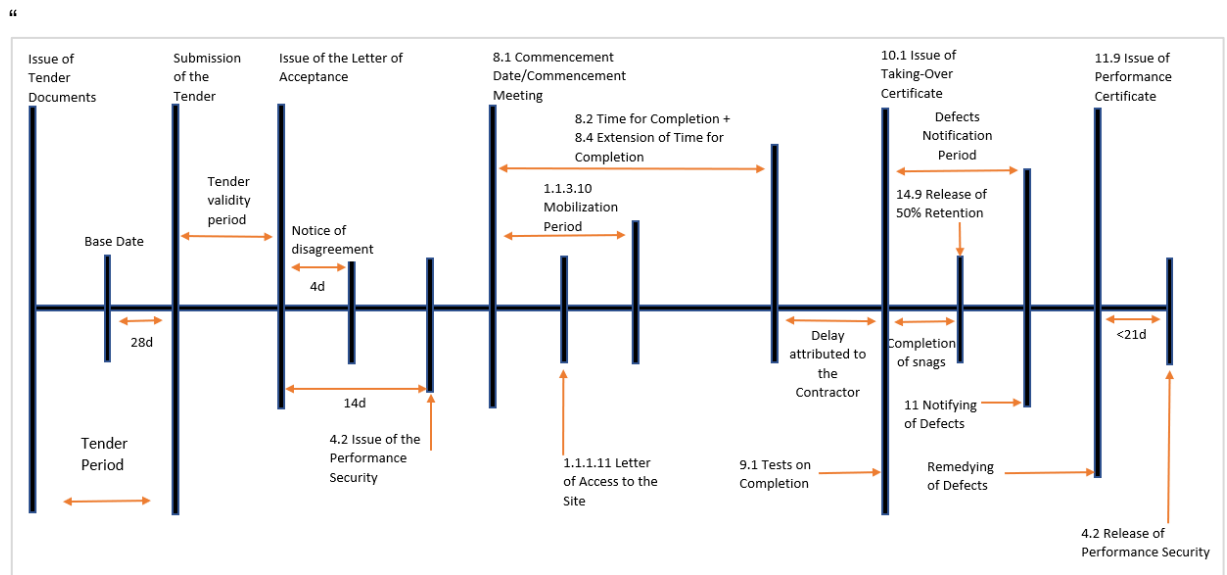 “
Issue of
Tender
Documents
Submission
of the
Tender
Issue of the Letter of
Acceptance
8.1 Commencement
Date/Commencement
Meeting
10.1 Issue of
Taking-Over
Certificate
11.9 Issue of
Performance
Certificate
8.2 Time for Completion +
8.4 Extension of Time for
Completion
Defects
Notification
Period
Tender
validity
period
1.1.3.10
Mobilization
Period
14.9 Release of
50% Retention
Base Date
Notice of
disagreement
4d
28d
Delay
attributed to
the
Contractor
Completion
of snags
<21d
14d
11 Notifying
of Defects
Tender
Period
4.2 Issue of the
Performance
Security
1.1.1.11 Letter
of Access to the
Site
9.1 Tests on
Completion
Remedying
of Defects
4.2 Release of
Performance Security